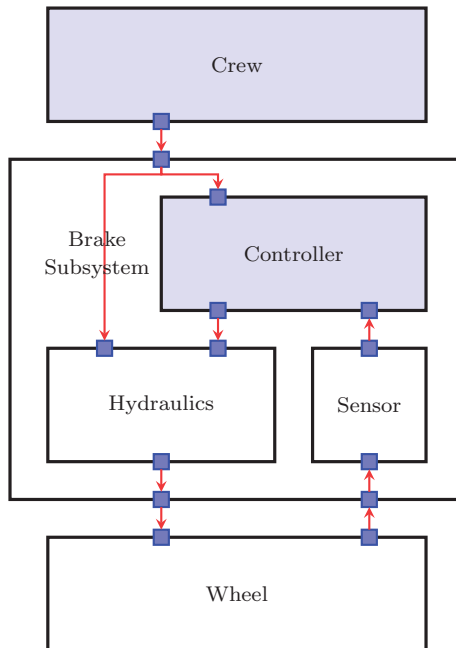 Crew
Brake
Subsystem
Controller
Hydraulics
Sensor
Wheel